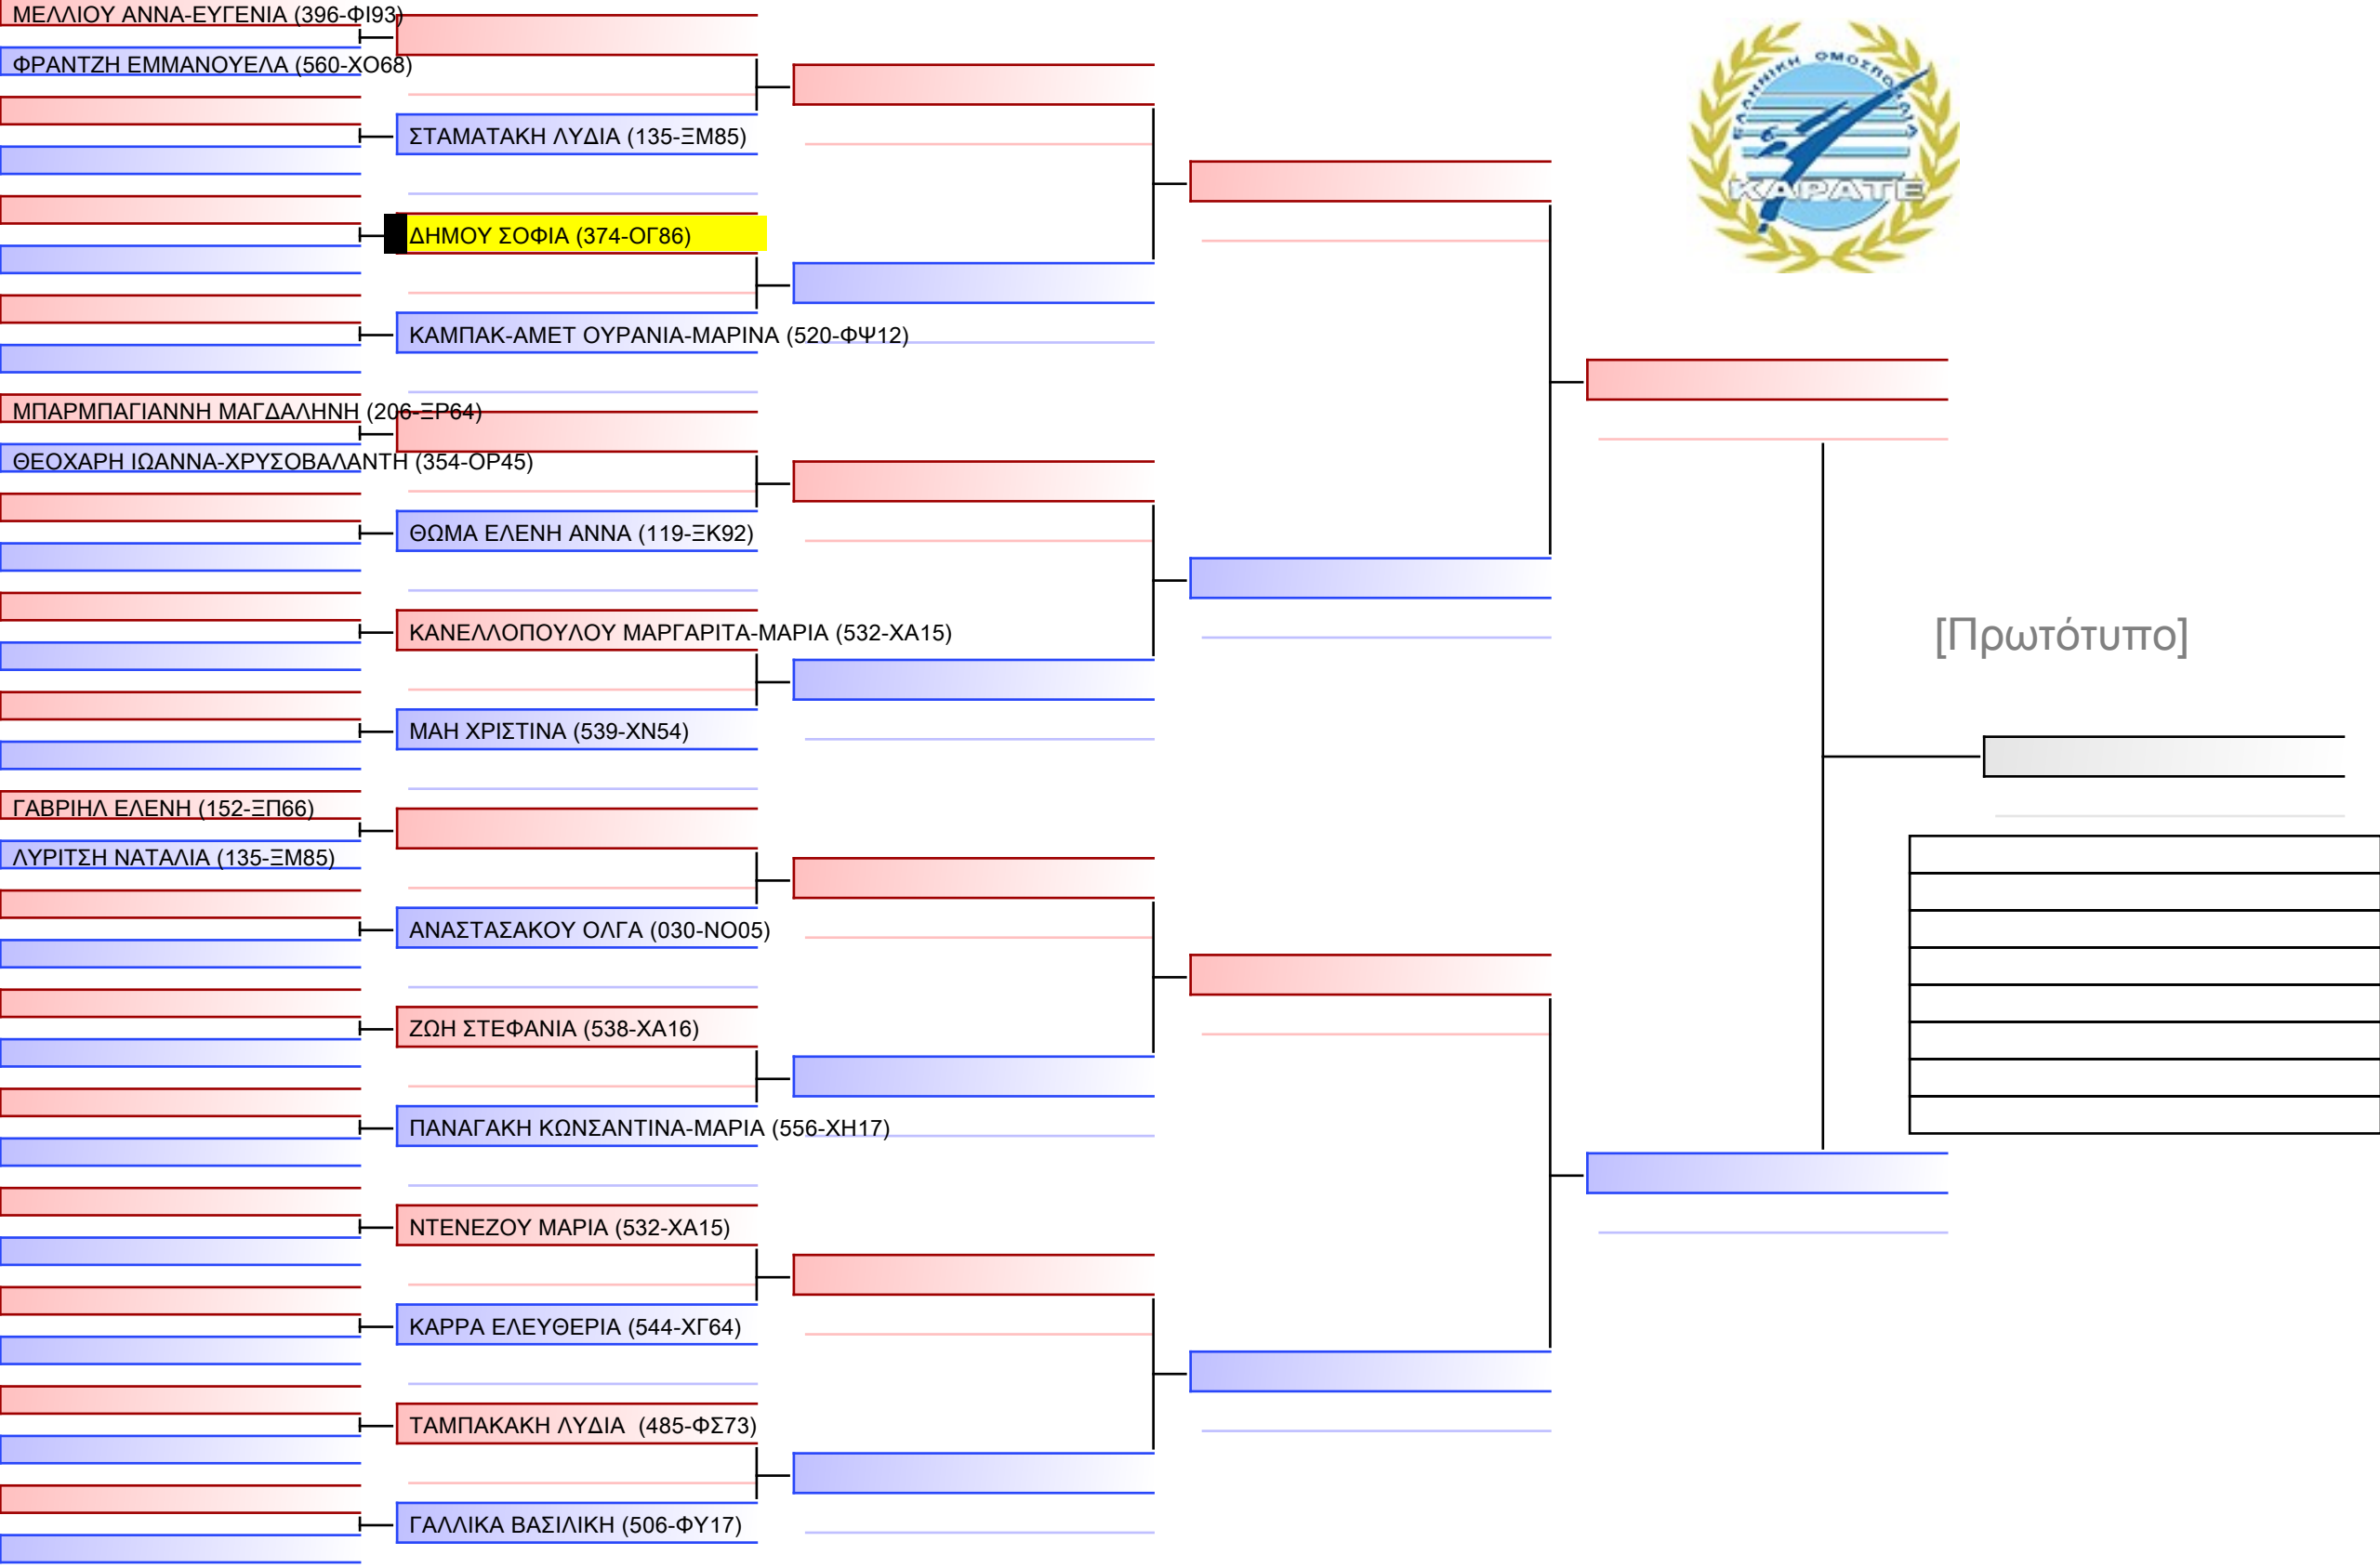 ΜΕΛΛΙΟΥ ΑΝΝΑ-ΕΥΓΕΝΙΑ (396-ΦΙ93)
ΦΡΑΝΤΖΗ ΕΜΜΑΝΟΥΕΛΑ (560-ΧΟ68)
ΕΛΛΗΝΙΚΗ ΟΜΟΣΠΟΝΔΙΑ
ΚΑΡΑΤΕ
ΣΤΑΜΑΤΑΚΗ ΛΥΔΙΑ (135-ΞΜ85)
ΔΗΜΟΥ ΣΟΦΙΑ (374-ΟΓ86)
ΚΑΜΠΑΚ-ΑΜΕΤ ΟΥΡΑΝΙΑ-ΜΑΡΙΝΑ (520-ΦΨ12)
ΜΠΑΡΜΠΑΓΙΑΝΝΗ ΜΑΓΔΑΛΗΝΗ (206-ΞΡ64)
ΘΕΟΧΑΡΗ ΙΩΑΝΝΑ-ΧΡΥΣΟΒΑΛΑΝΤΗ (354-ΟΡ45)
ΘΩΜΑ ΕΛΕΝΗ ΑΝΝΑ (119-ΞΚ92)
ΚΑΝΕΛΛΟΠΟΥΛΟΥ ΜΑΡΓΑΡΙΤΑ-ΜΑΡΙΑ (532-ΧΑ15)
[Πρωτότυπο]
ΜΑΗ ΧΡΙΣΤΙΝΑ (539-ΧΝ54)
ΓΑΒΡΙΗΛ ΕΛΕΝΗ (152-ΞΠ66)
ΛΥΡΙΤΣΗ ΝΑΤΑΛΙΑ (135-ΞΜ85)
ΑΝΑΣΤΑΣΑΚΟΥ ΟΛΓΑ (030-ΝΟ05)
ΖΩΗ ΣΤΕΦΑΝΙΑ (538-ΧΑ16)
ΠΑΝΑΓΑΚΗ ΚΩΝΣΑΝΤΙΝΑ-ΜΑΡΙΑ (556-ΧΗ17)
ΝΤΕΝΕΖΟΥ ΜΑΡΙΑ (532-ΧΑ15)
ΚΑΡΡΑ ΕΛΕΥΘΕΡΙΑ (544-ΧΓ64)
ΤΑΜΠΑΚΑΚΗ ΛΥΔΙΑ  (485-ΦΣ73)
ΓΑΛΛΙΚΑ ΒΑΣΙΛΙΚΗ (506-ΦΥ17)